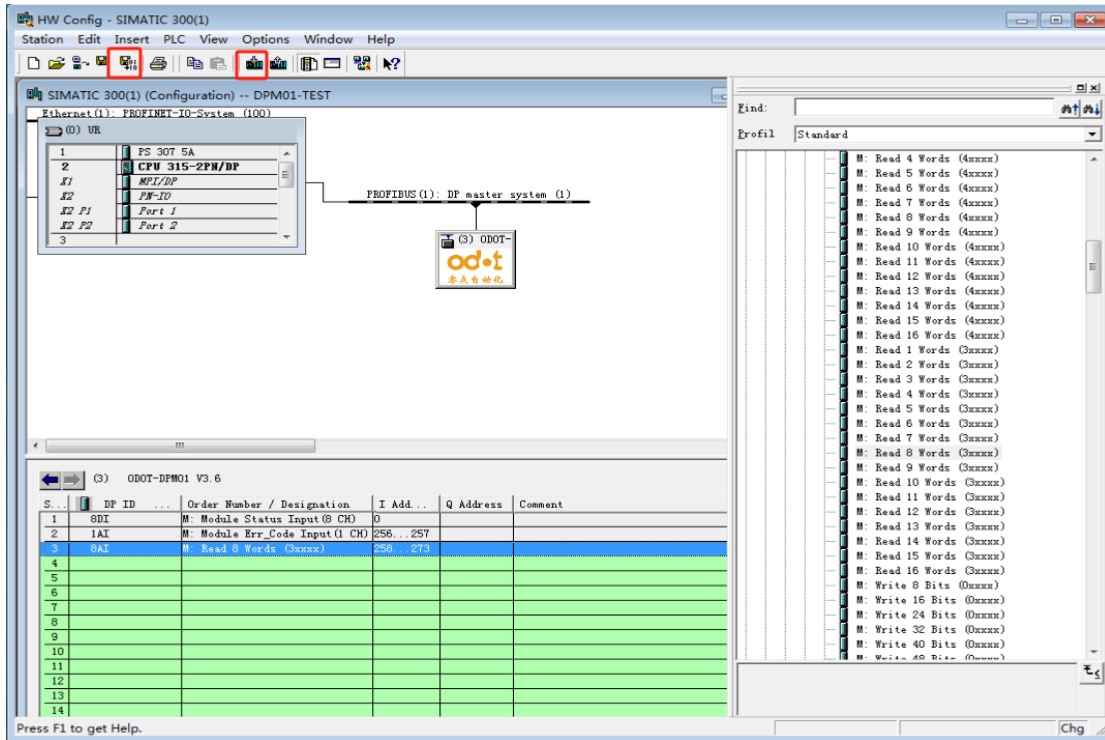 HW Config - SIMATIC 300(1)
Station Edit Insert PLC View Options Window Help
SIMATIC 300(1) (Configuration) -- DPM01-TEST
Ethernet(1): PROFINET-IO-System (100)
(0) UR
1 PS 307 5A
2 CPU 315-2PN/DP
X1 MPI/DP
X2 PN-IO
X2 P1 Port 1
X2 P2 Port 2
3
PROFIBUS(1): DP master system (1)
(3) ODOT-
odot
零点自动化
(3) ODOT-DPM01 V3.6
S... DP ID ... Order Number / Designation I Add... Q Address Comment
1 8DI M: Module Status Input(8 CH) 0
2 1AI M: Module Err_Code Input(1 CH) 256...257
3 8AI M: Read 8 Words (3xxxx) 258...273
4
5
6
7
8
9
10
11
12
13
14
Find:
Profil Standard
M: Read 4 Words (4xxxx)
M: Read 5 Words (4xxxx)
M: Read 6 Words (4xxxx)
M: Read 7 Words (4xxxx)
M: Read 8 Words (4xxxx)
M: Read 9 Words (4xxxx)
M: Read 10 Words (4xxxx)
M: Read 11 Words (4xxxx)
M: Read 12 Words (4xxxx)
M: Read 13 Words (4xxxx)
M: Read 14 Words (4xxxx)
M: Read 15 Words (4xxxx)
M: Read 16 Words (4xxxx)
M: Read 1 Words (3xxxx)
M: Read 2 Words (3xxxx)
M: Read 3 Words (3xxxx)
M: Read 4 Words (3xxxx)
M: Read 5 Words (3xxxx)
M: Read 6 Words (3xxxx)
M: Read 7 Words (3xxxx)
M: Read 8 Words (3xxxx)
M: Read 9 Words (3xxxx)
M: Read 10 Words (3xxxx)
M: Read 11 Words (3xxxx)
M: Read 12 Words (3xxxx)
M: Read 13 Words (3xxxx)
M: Read 14 Words (3xxxx)
M: Read 15 Words (3xxxx)
M: Read 16 Words (3xxxx)
M: Write 8 Bits (0xxxx)
M: Write 16 Bits (0xxxx)
M: Write 24 Bits (0xxxx)
M: Write 32 Bits (0xxxx)
M: Write 40 Bits (0xxxx)
M: Write 48 Bits (0xxxx)
Press F1 to get Help.
Chg